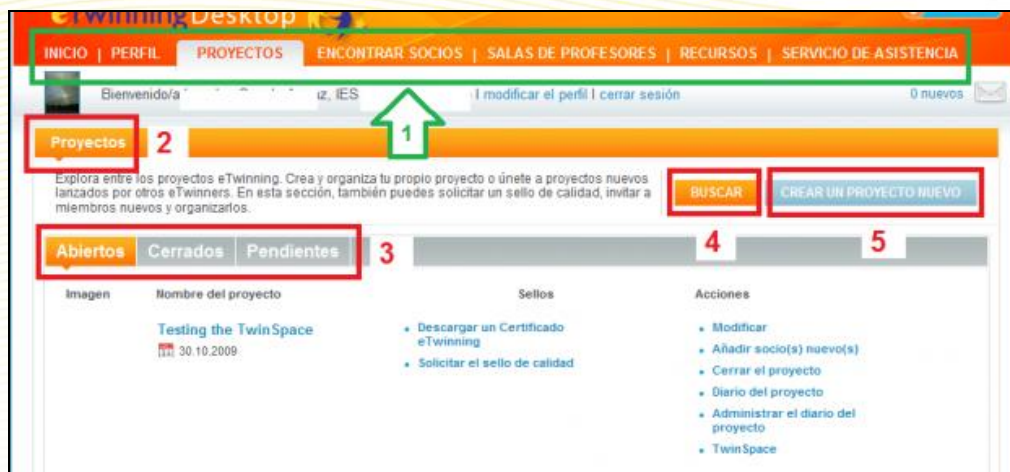 eTwinning Desktop
INICIO | PERFIL PROYECTOS ENCONTRAR SOCIOS | SALAS DE PROFESORES | RECURSOS | SERVICIO DE ASISTENCIA
Bienvenido/a IES | modificar el perfil | cerrar sesión 0 nuevos
1
Proyectos 2
Explora entre los proyectos eTwinning. Crea y organiza tu propio proyecto o únete a proyectos nuevos
lanzados por otros eTwinners. En esta sección, también puedes solicitar un sello de calidad, invitar a
miembros nuevos y organizarlos.
BUSCAR CREAR UN PROYECTO NUEVO
4 5
Abiertos Cerrados Pendientes 3
Imagen Nombre del proyecto Sellos Acciones
Testing the TwinSpace
30.10.2009
• Descargar un Certificado
eTwinning
• Solicitar el sello de calidad
• Modificar
• Añadir socio(s) nuevo(s)
• Cerrar el proyecto
• Diario del proyecto
• Administrar el diario del
proyecto
• TwinSpace